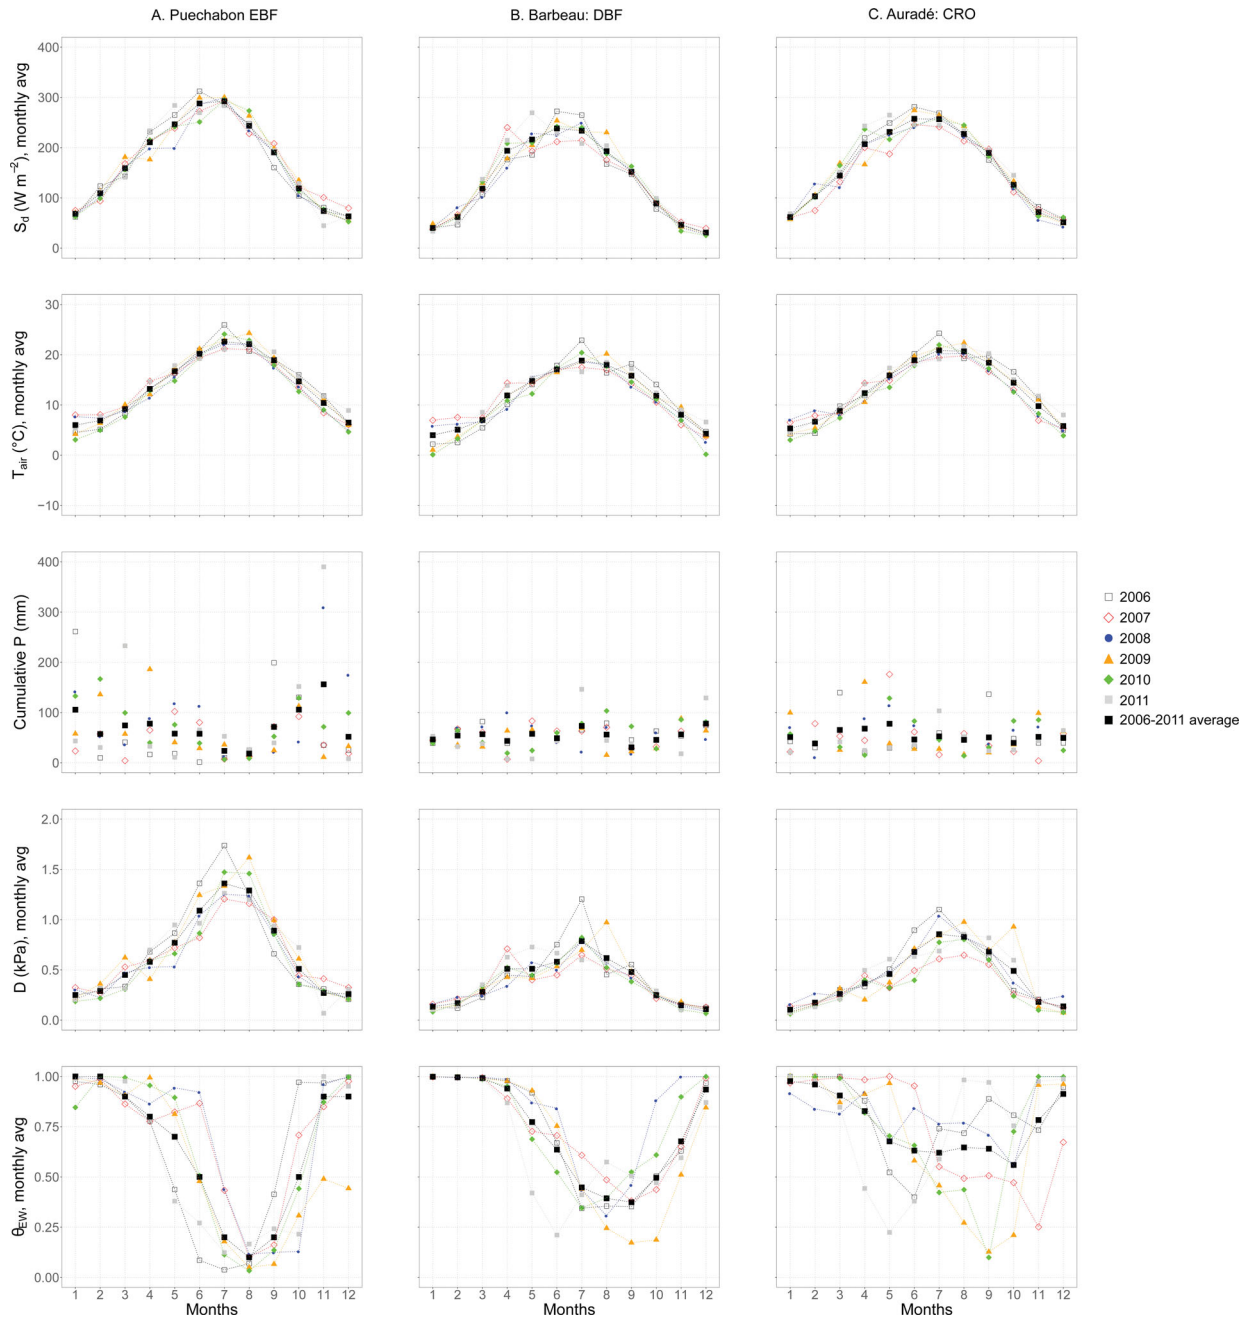 A. Puechabon EBF
B. Barbeau: DBF
C. Auradé: CRO
S_d (W m⁻²), monthly avg
400
300
200
100
0
T_air (°C), monthly avg
30
20
10
0
−10
Cumulative P (mm)
400
300
200
100
0
2006
2007
2008
2009
2010
2011
2006-2011 average
D (kPa), monthly avg
2.0
1.5
1.0
0.5
0.0
θ_EW, monthly avg
1.00
0.75
0.50
0.25
0.00
1 2 3 4 5 6 7 8 9 10 11 12
1 2 3 4 5 6 7 8 9 10 11 12
1 2 3 4 5 6 7 8 9 10 11 12
Months
Months
Months